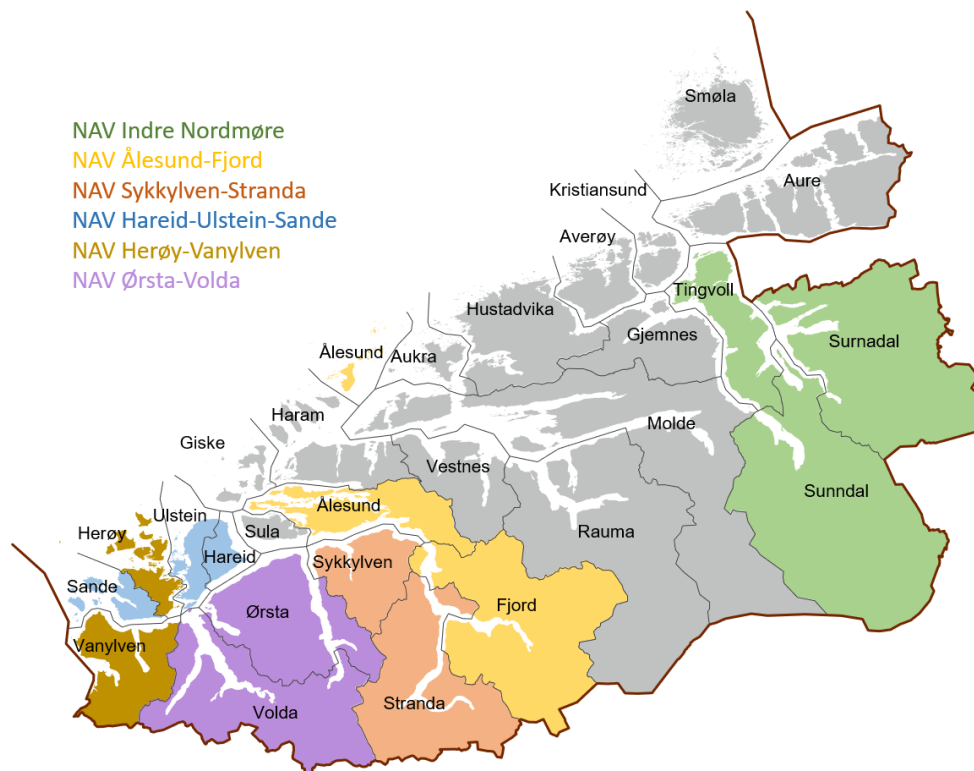 NAV Indre Nordmøre
NAV Ålesund-Fjord
NAV Sykkylven-Stranda
NAV Hareid-Ulstein-Sande
NAV Herøy-Vanylven
NAV Ørsta-Volda
Smøla
Aure
Kristiansund
Averøy
Tingvoll
Hustadvika
Gjemnes
Surnadal
Ålesund
Aukra
Haram
Molde
Giske
Vestnes
Sunndal
Ålesund
Ulstein
Herøy
Sula
Rauma
Hareid
Sykkylven
Sande
Ørsta
Fjord
Vanylven
Stranda
Volda